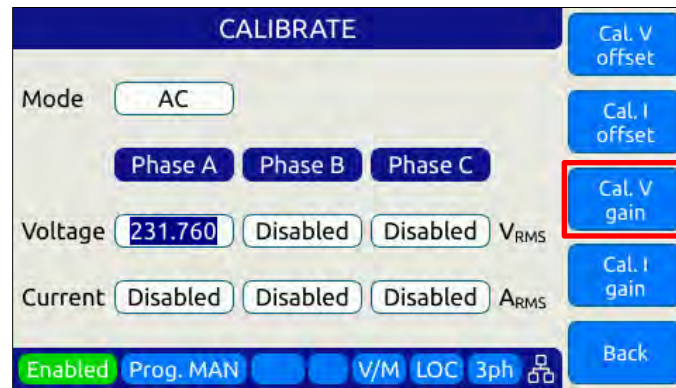 CALIBRATE
Mode AC
Phase A Phase B Phase C
Voltage 231.760 Disabled Disabled VRMS
Current Disabled Disabled Disabled ARMS
Enabled Prog. MAN V/M LOC 3ph
Cal. V
offset
Cal. I
offset
Cal. V
gain
Cal. I
gain
Back